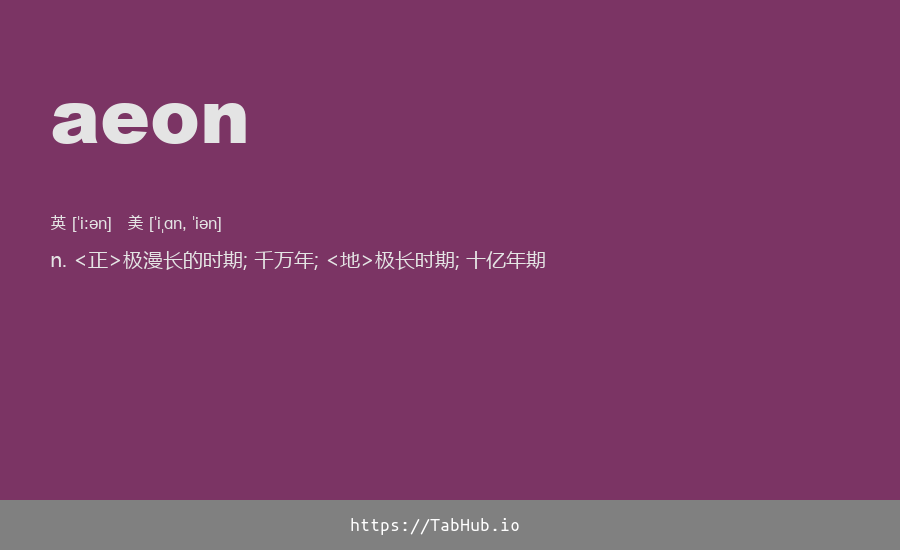 aeon
英 [ˈiːən] 美 [ˈiˌɑn, ˈiən]
n. <正>极漫长的时期; 千万年; <地>极长时期; 十亿年期
https://TabHub.io